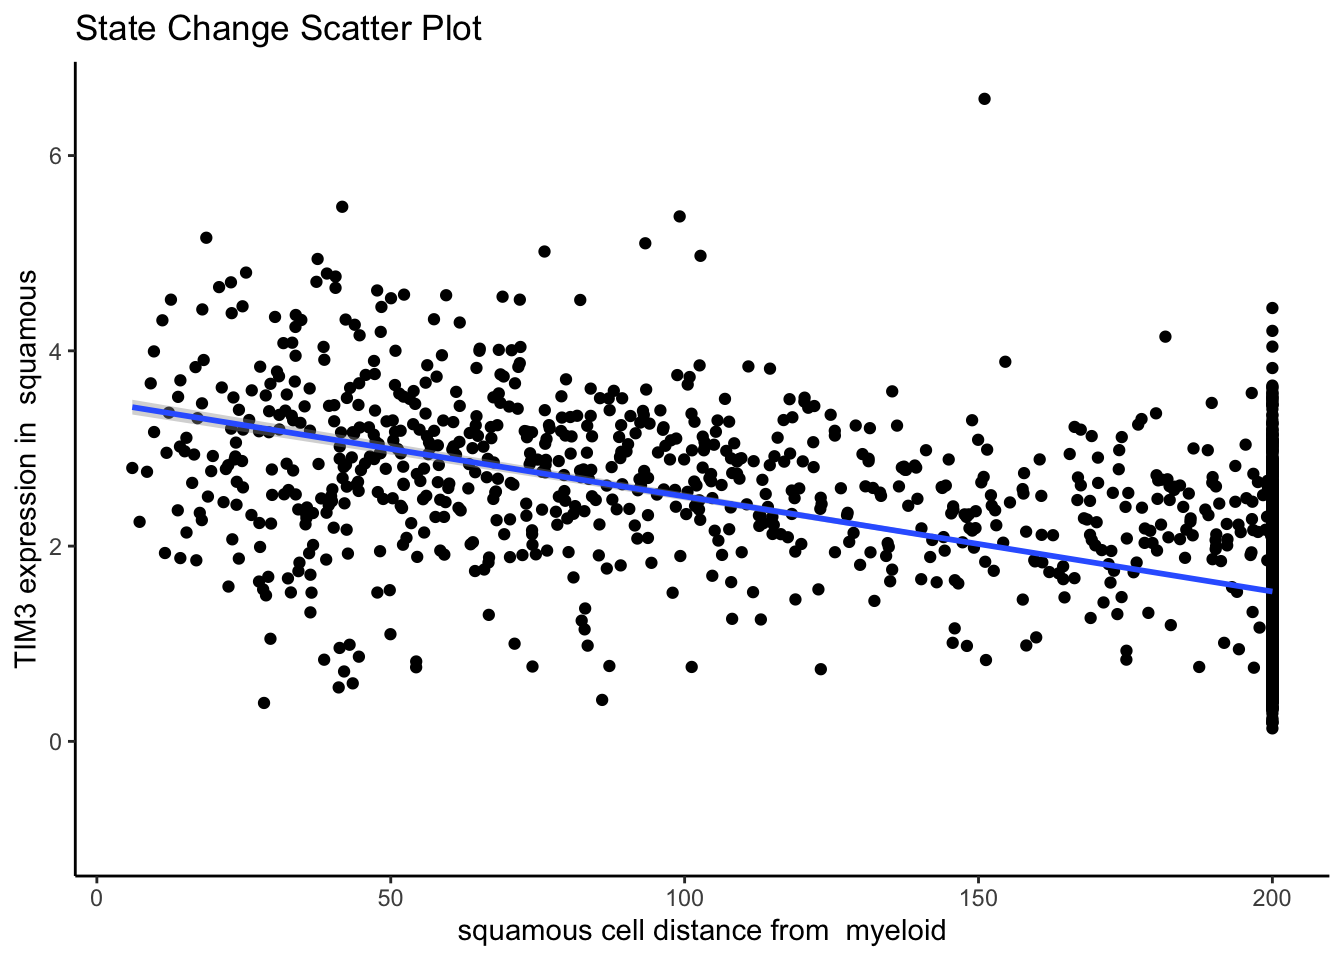 State Change Scatter Plot
TIM3 expression in  squamous
6
4
2
0
0 50 100 150 200
squamous cell distance from  myeloid